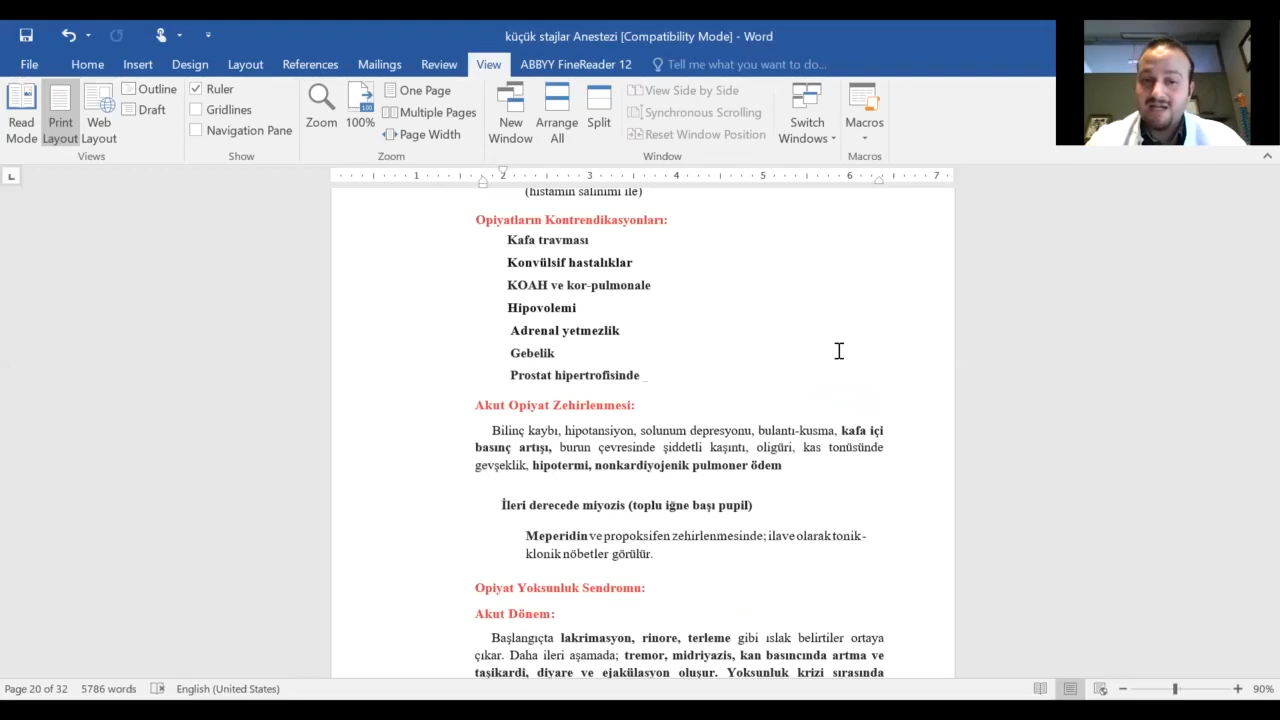 küçük stajlar Anestezi [Compatibility Mode] - Word
File Home Insert Design Layout References Mailings Review View ABBYY FineReader 12 Tell me what you want to do...
Read Mode
Print Layout
Web Layout
Outline
Draft
Views
Ruler
Gridlines
Navigation Pane
Show
Zoom
100%
One Page
Multiple Pages
Page Width
Zoom
New Window
Arrange All
Split
View Side by Side
Synchronous Scrolling
Reset Window Position
Window
Switch Windows
Macros
Macros
1 2 3 4 5 6 7
(histamin salınımı ile)
Opiyatların Kontrendikasyonları:
Kafa travması
Konvülsif hastalıklar
KOAH ve kor-pulmonale
Hipovolemi
Adrenal yetmezlik
Gebelik
Prostat hipertrofisinde
Akut Opiyat Zehirlenmesi:
Bilinç kaybı, hipotansiyon, solunum depresyonu, bulantı-kusma, kafa içi
basınç artışı, burun çevresinde şiddetli kaşıntı, oligüri, kas tonüsünde
gevşeklik, hipotermi, nonkardiyojenik pulmoner ödem
İleri derecede miyozis (toplu iğne başı pupil)
Meperidin ve propoksifen zehirlenmesinde; ilave olarak tonik-
klonik nöbetler görülür.
Opiyat Yoksunluk Sendromu:
Akut Dönem:
Başlangıçta lakrimasyon, rinore, terleme gibi ıslak belirtiler ortaya
çıkar. Daha ileri aşamada; tremor, midriyazis, kan basıncında artma ve
taşikardi, diyare ve ejakülasyon oluşur. Yoksunluk krizi sırasında
Page 20 of 32 5786 words English (United States) 90%